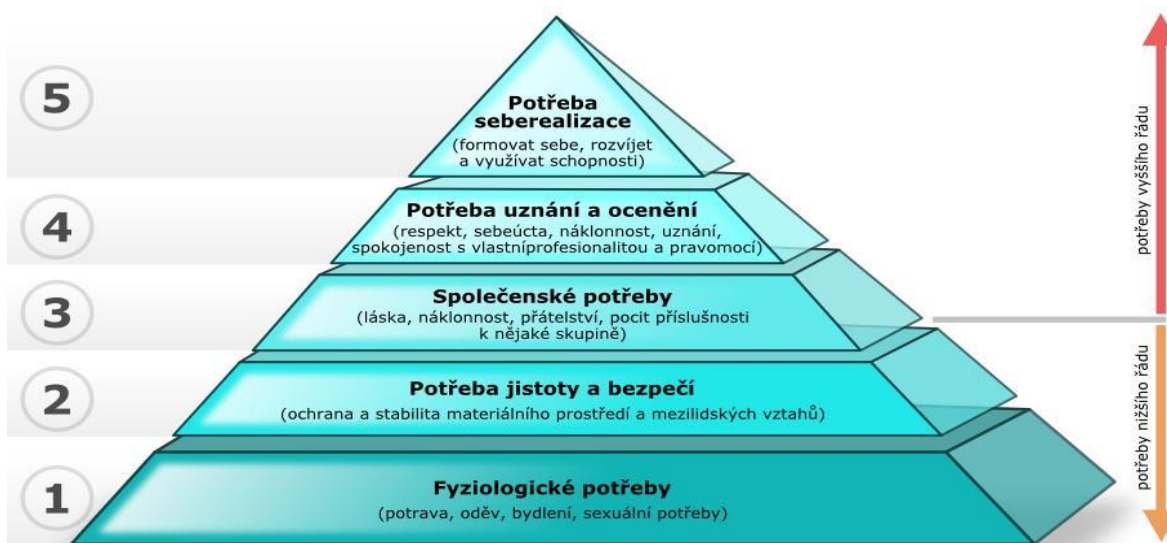 5
Potřeba
seberealizace
(formovat sebe, rozvíjet
a využívat schopnosti)
4
Potřeba uznání a ocenění
(respekt, sebeúcta, náklonnost, uznání,
spokojenost s vlastníprofesionalitou a pravomocí)
3
Společenské potřeby
(láska, náklonnost, přátelství, pocit příslušnosti
k nějaké skupině)
2
Potřeba jistoty a bezpečí
(ochrana a stabilita materiálního prostředí a mezilidských vztahů)
1
Fyziologické potřeby
(potrava, oděv, bydlení, sexuální potřeby)
potřeby vyššího řádu
potřeby nižšího řádu